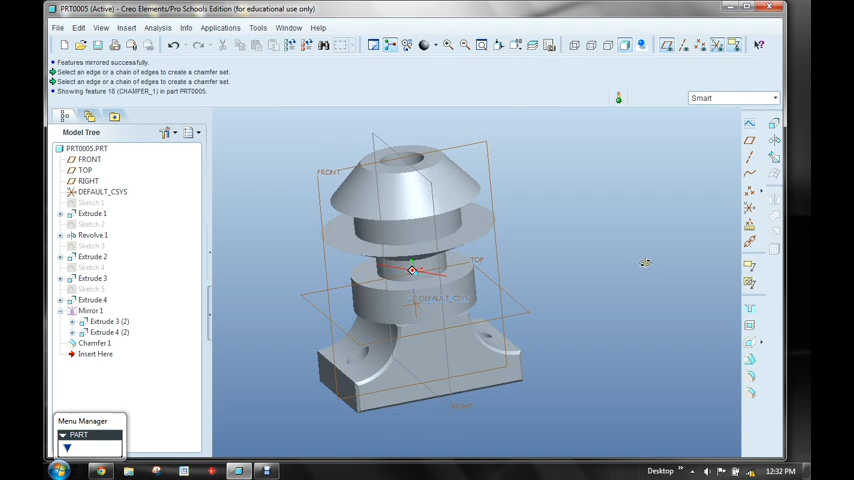 PRT0005 (Active) - Creo Elements/Pro Schools Edition (for educational use only)
File Edit View Insert Analysis Info Applications Tools Window Help
Features mirrored successfully.
Select an edge or a chain of edges to create a chamfer set.
Select an edge or a chain of edges to create a chamfer set.
Showing feature 18 (CHAMFER_1) in part PRT0005.
Smart
Model Tree
PRT0005.PRT
FRONT
TOP
RIGHT
DEFAULT_CSYS
Sketch 1
Extrude 1
Sketch 2
Revolve 1
Sketch 3
Extrude 2
Sketch 4
Extrude 3
Sketch 5
Extrude 4
Mirror 1
Extrude 3 (2)
Extrude 4 (2)
Chamfer 1
Insert Here
FRONT
TOP
DEFAULT_CSYS
RIGHT
Menu Manager
PART
Desktop
12:32 PM